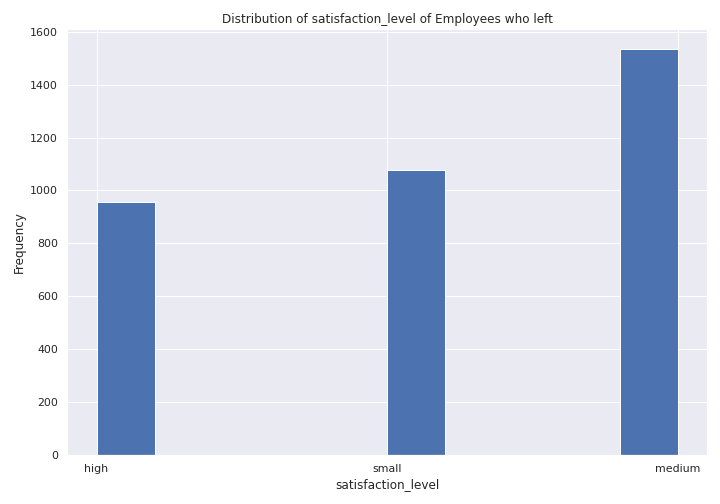 Distribution of satisfaction_level of Employees who left
1600
1400
1200
1000
800
600
400
200
0
Frequency
high small medium
satisfaction_level